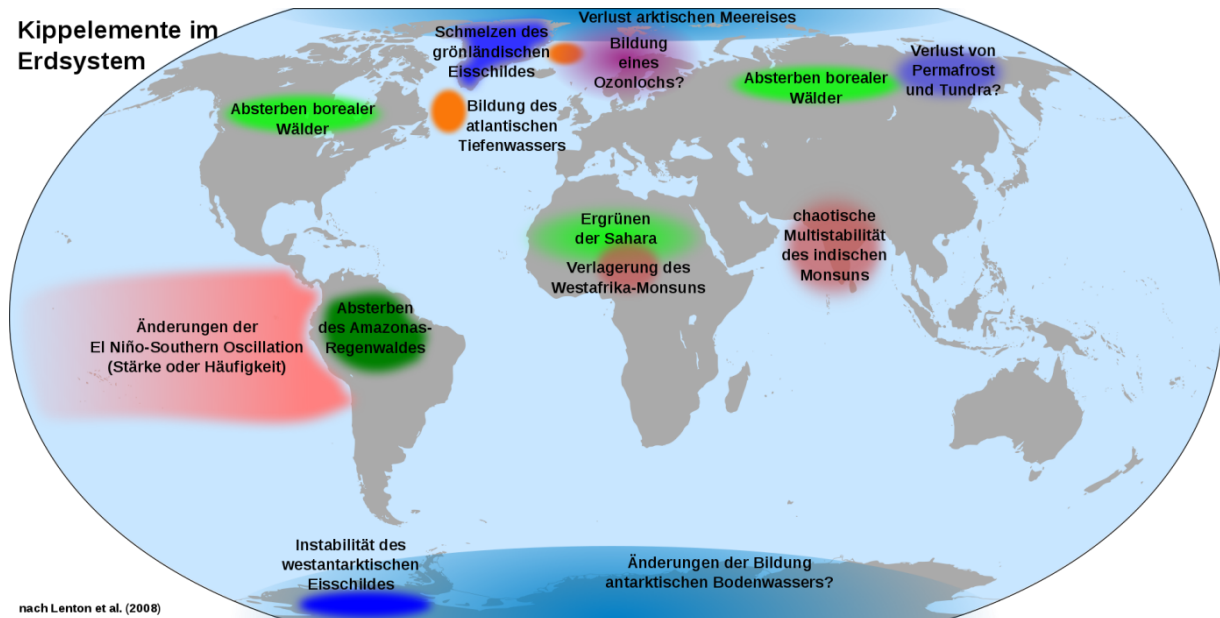 Kippelemente im
Erdsystem
Verlust arktischen Meereises
Schmelzen des
grönländischen
Eisschildes
Bildung
eines
Ozonlochs?
Verlust von
Permafrost
und Tundra?
Absterben borealer
Wälder
Absterben borealer
Wälder
Bildung des
atlantischen
Tiefenwassers
Ergrünen
der Sahara
Verlagerung des
Westafrika-Monsuns
chaotische
Multistabilität
des indischen
Monsuns
Änderungen der
El Niño-Southern Oscillation
(Stärke oder Häufigkeit)
Absterben
des Amazonas-
Regenwaldes
Instabilität des
westantarktischen
Eisschildes
Änderungen der Bildung
antarktischen Bodenwassers?
nach Lenton et al. (2008)